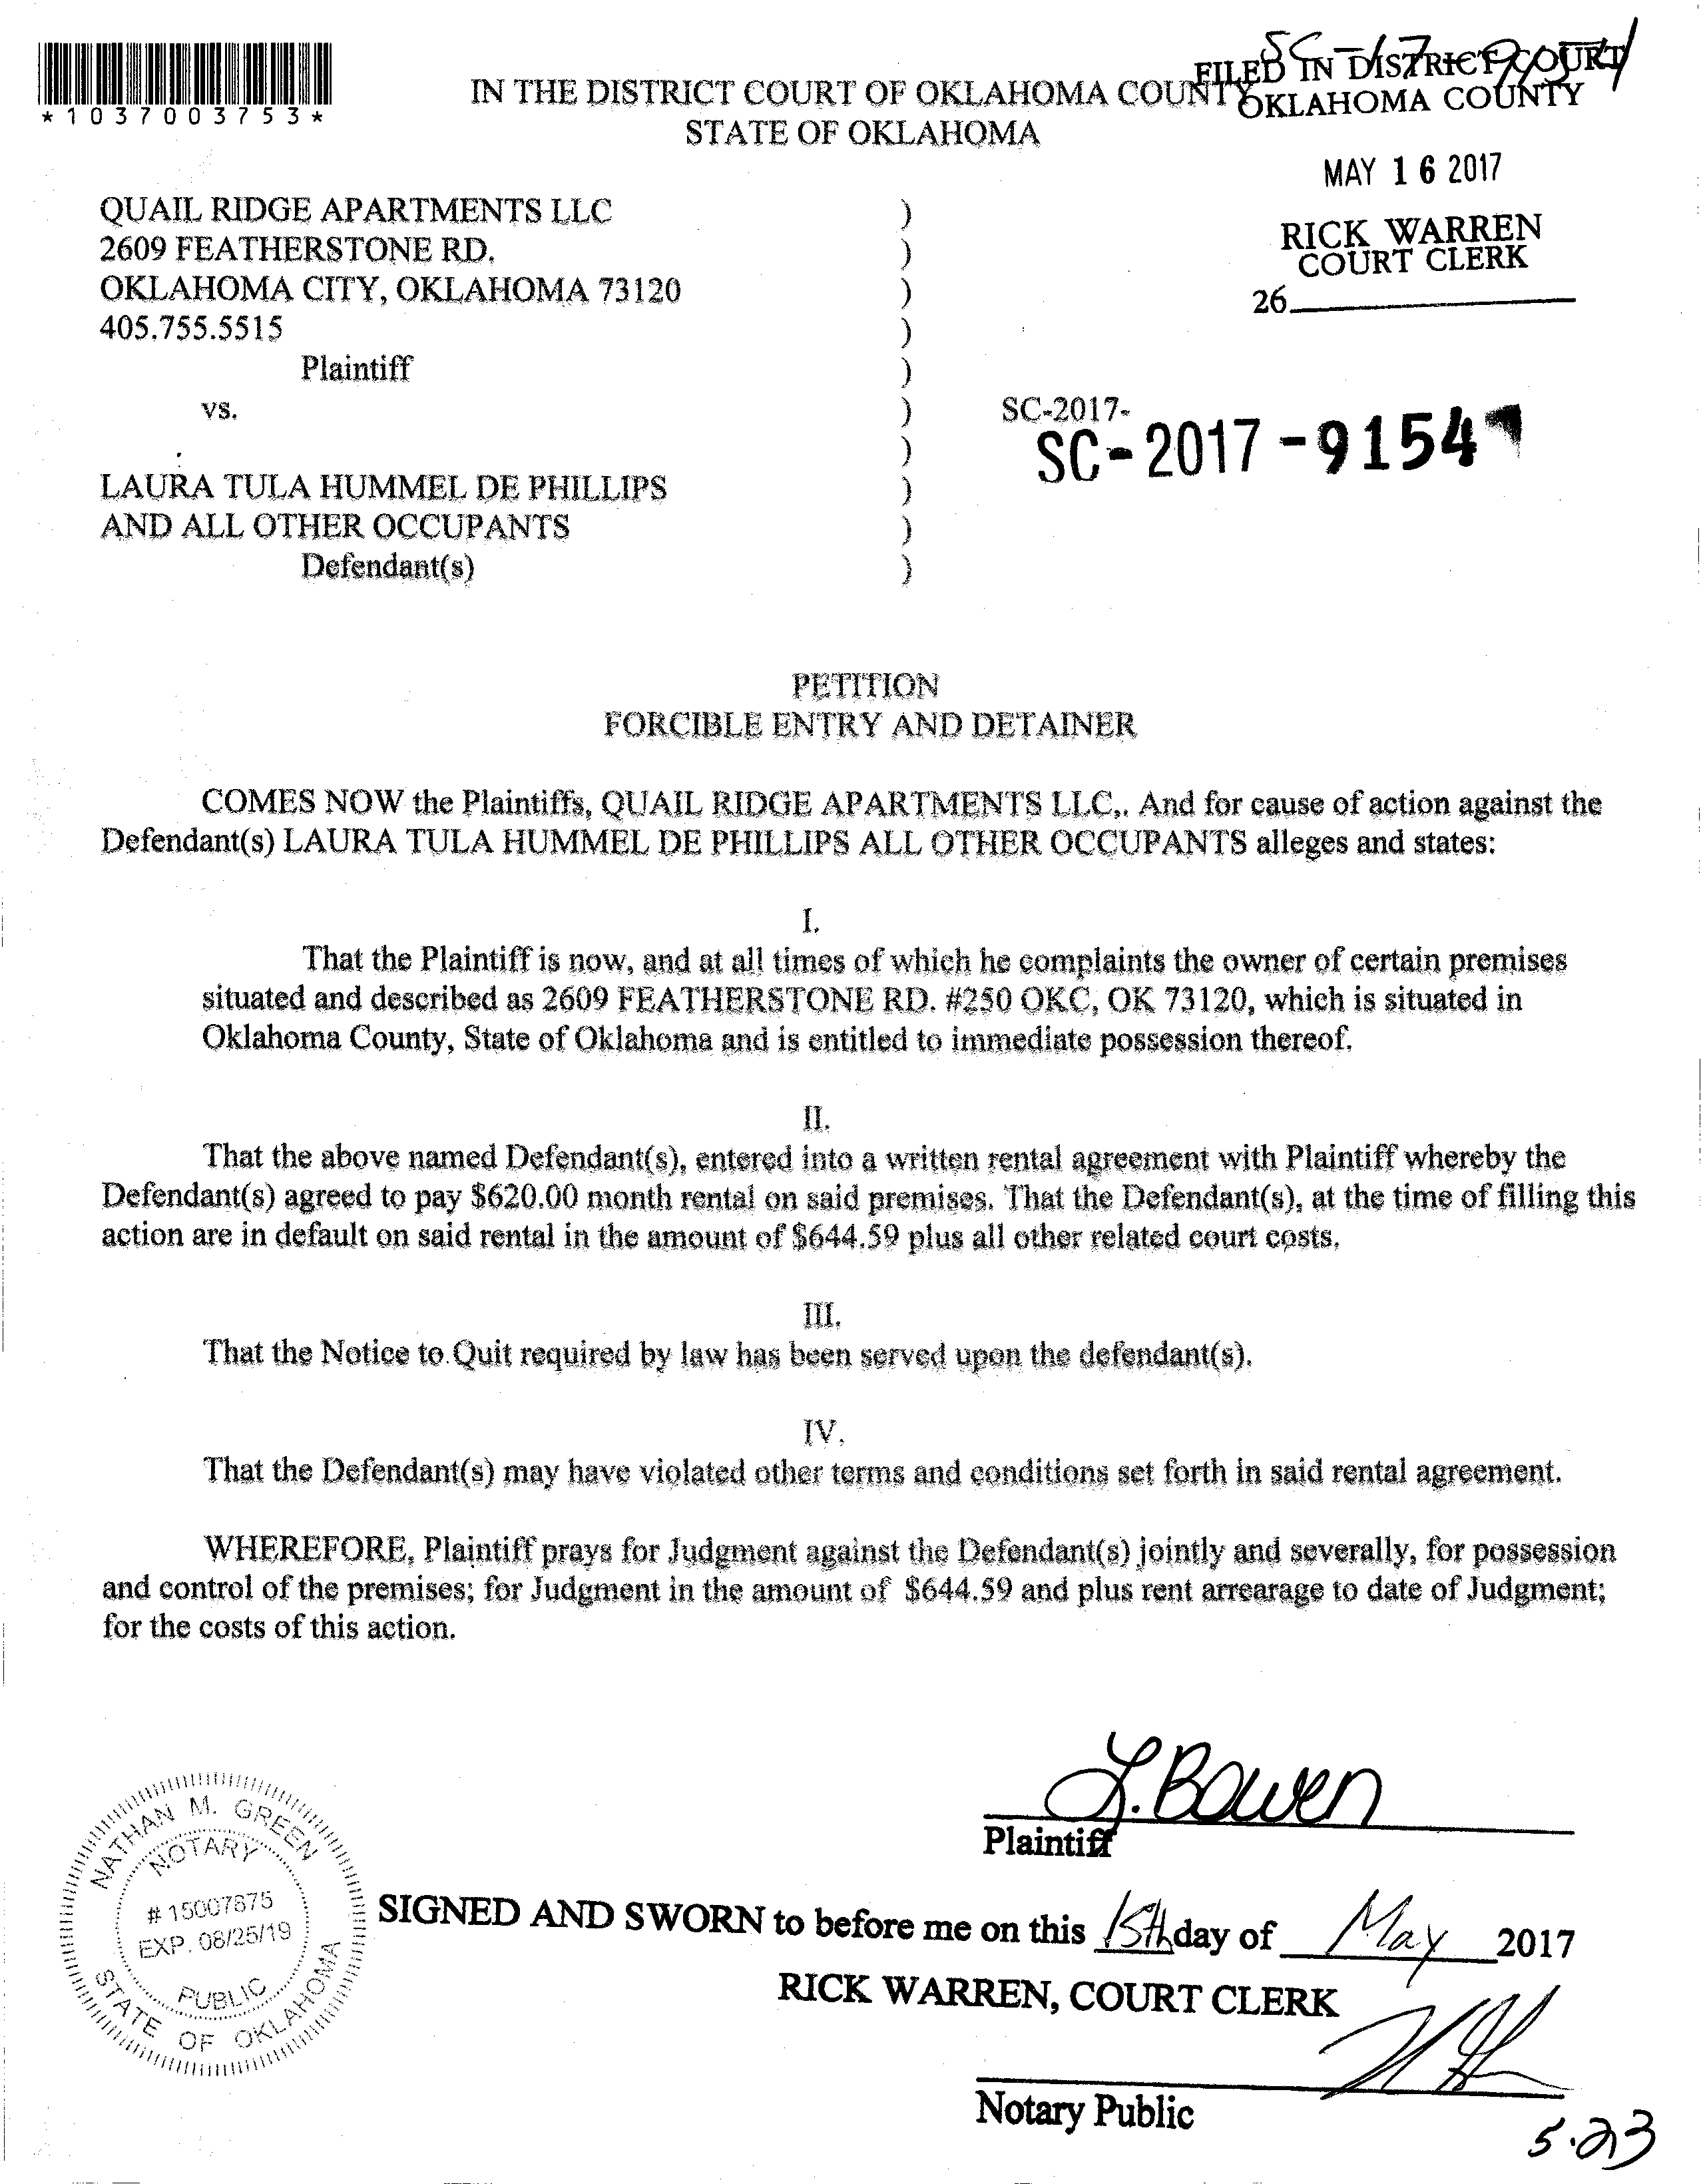 SC-17-9154
FILED IN DISTRICT COURT
*1037003753*
IN THE DISTRICT COURT OF OKLAHOMA COUNTY
OKLAHOMA COUNTY
STATE OF OKLAHOMA
MAY 16 2017
QUAIL RIDGE APARTMENTS LLC )
RICK WARREN
2609 FEATHERSTONE RD. )
COURT CLERK
OKLAHOMA CITY, OKLAHOMA 73120 )
26
405.755.5515 )
Plaintiff )
vs. ) SC-2017-
) SC-2017-9154
LAURA TULA HUMMEL DE PHILLIPS )
AND ALL OTHER OCCUPANTS )
Defendant(s) )
PETITION
FORCIBLE ENTRY AND DETAINER
COMES NOW the Plaintiffs, QUAIL RIDGE APARTMENTS LLC,. And for cause of action against the
Defendant(s) LAURA TULA HUMMEL DE PHILLIPS ALL OTHER OCCUPANTS alleges and states:
I.
That the Plaintiff is now, and at all times of which he complaints the owner of certain premises
situated and described as 2609 FEATHERSTONE RD. #250 OKC, OK 73120, which is situated in
Oklahoma County, State of Oklahoma and is entitled to immediate possession thereof.
II.
That the above named Defendant(s), entered into a written rental agreement with Plaintiff whereby the
Defendant(s) agreed to pay $620.00 month rental on said premises. That the Defendant(s), at the time of filling this
action are in default on said rental in the amount of $644.59 plus all other related court costs.
III.
That the Notice to Quit required by law has been served upon the defendant(s).
IV.
That the Defendant(s) may have violated other terms and conditions set forth in said rental agreement.
WHEREFORE, Plaintiff prays for Judgment against the Defendant(s) jointly and severally, for possession
and control of the premises; for Judgment in the amount of $644.59 and plus rent arrearage to date of Judgment;
for the costs of this action.
L. Bowen
Plaintiff
NATHAN M. GREEN
NOTARY
# 15007875
EXP. 08/25/19
PUBLIC
STATE OF OKLAHOMA
SIGNED AND SWORN to before me on this 15th day of May 2017
RICK WARREN, COURT CLERK
Notary Public
5.23